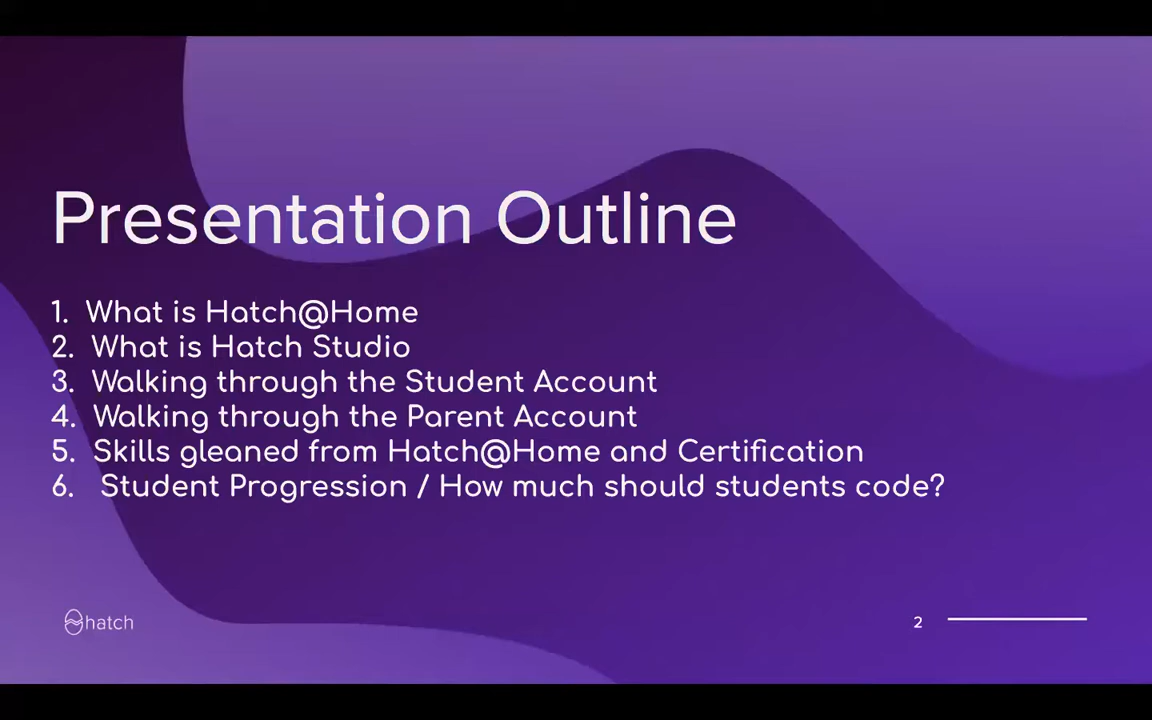 Presentation Outline
1. What is Hatch@Home
2. What is Hatch Studio
3. Walking through the Student Account
4. Walking through the Parent Account
5. Skills gleaned from Hatch@Home and Certification
6. Student Progression / How much should students code?
hatch
2